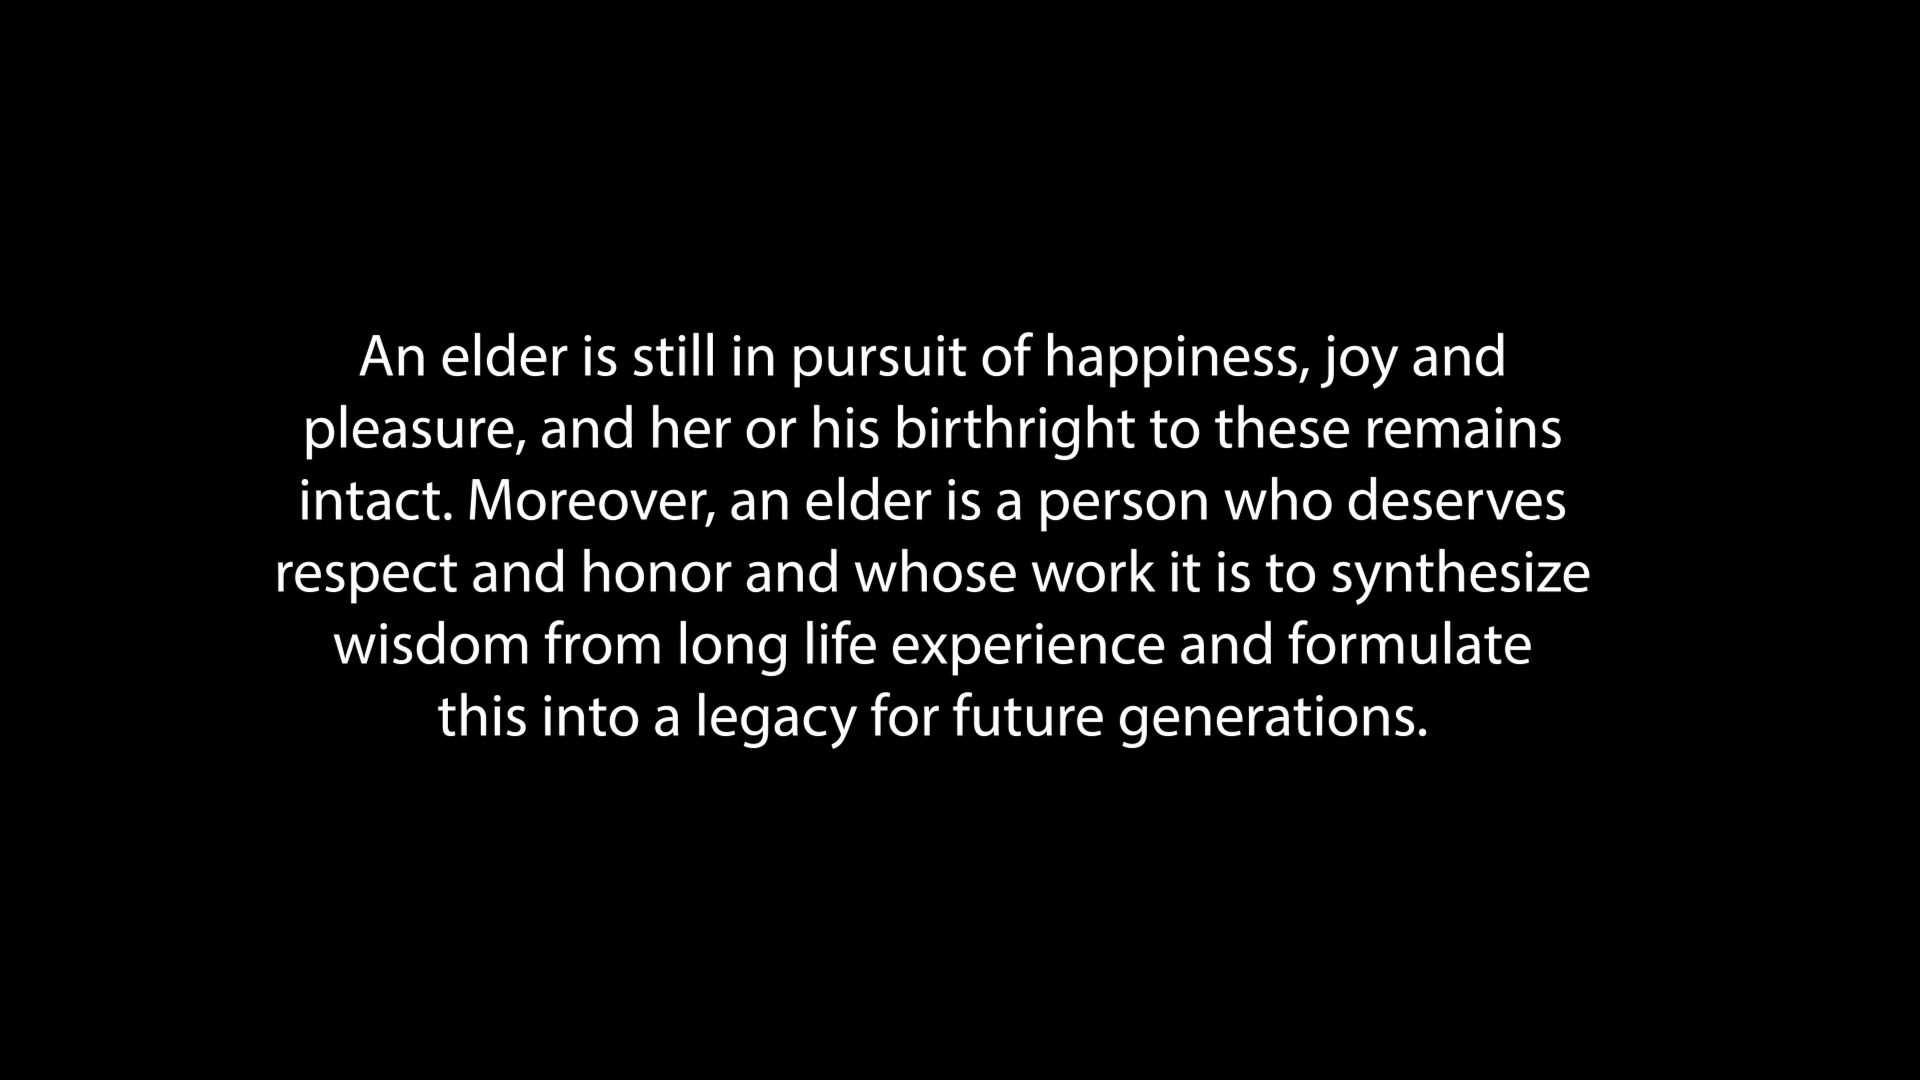 An elder is still in pursuit of happiness, joy and
pleasure, and her or his birthright to these remains
intact. Moreover, an elder is a person who deserves
respect and honor and whose work it is to synthesize
wisdom from long life experience and formulate
this into a legacy for future generations.